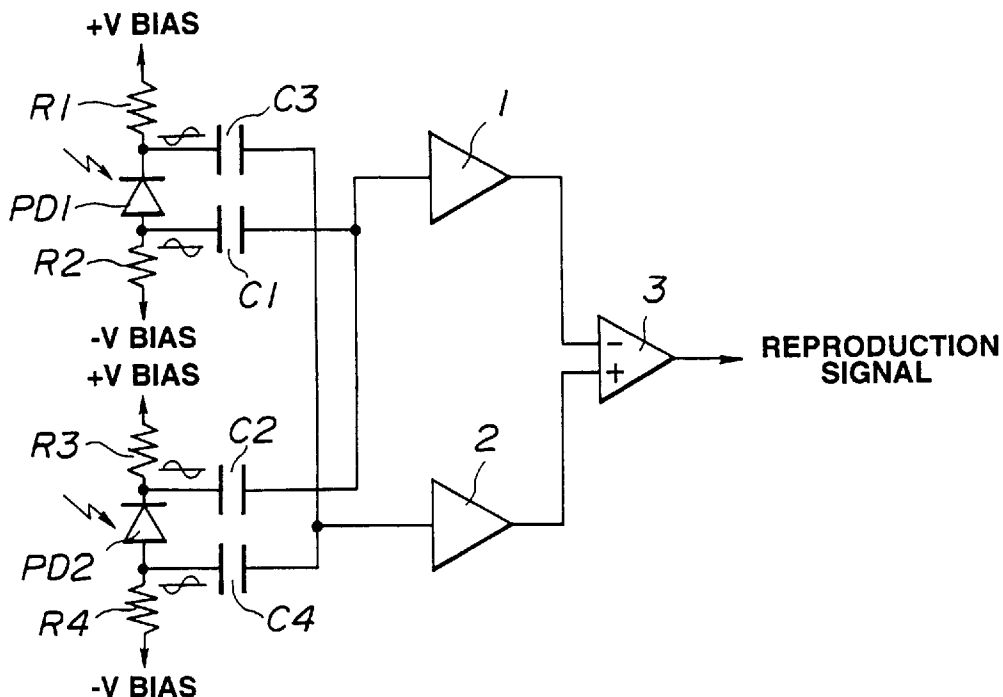 +V BIAS
R1
C3
1
PD1
R2
C1
-V BIAS
3
-
+
REPRODUCTION
SIGNAL
+V BIAS
R3
C2
2
PD2
R4
C4
-V BIAS